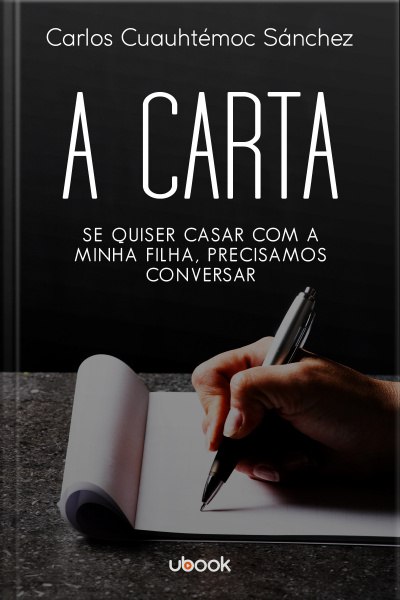 Carlos Cuauhtémoc Sánchez
A CARTA
SE QUISER CASAR COM A
MINHA FILHA, PRECISAMOS
CONVERSAR
ubook